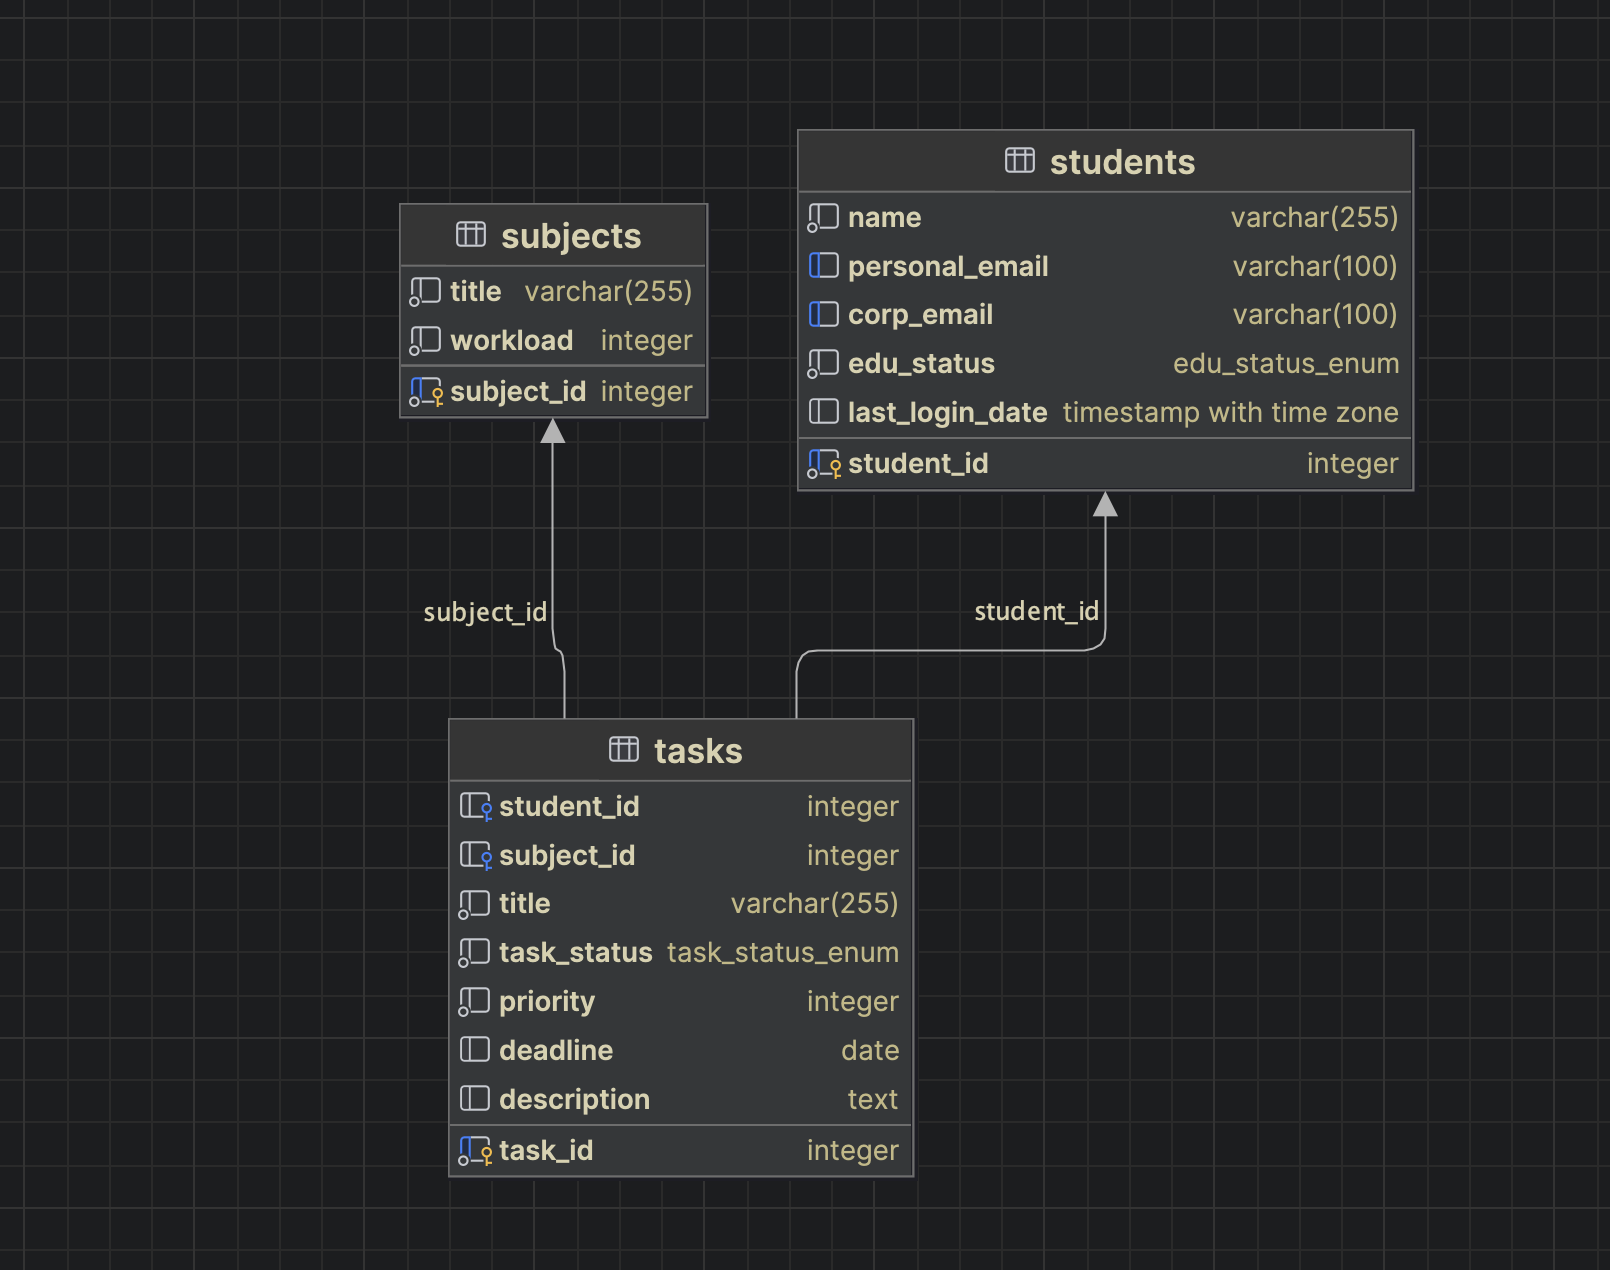 subjects
title varchar(255)
workload integer
subject_id integer
students
name varchar(255)
personal_email varchar(100)
corp_email varchar(100)
edu_status edu_status_enum
last_login_date timestamp with time zone
student_id integer
subject_id
student_id
tasks
student_id integer
subject_id integer
title varchar(255)
task_status task_status_enum
priority integer
deadline date
description text
task_id integer